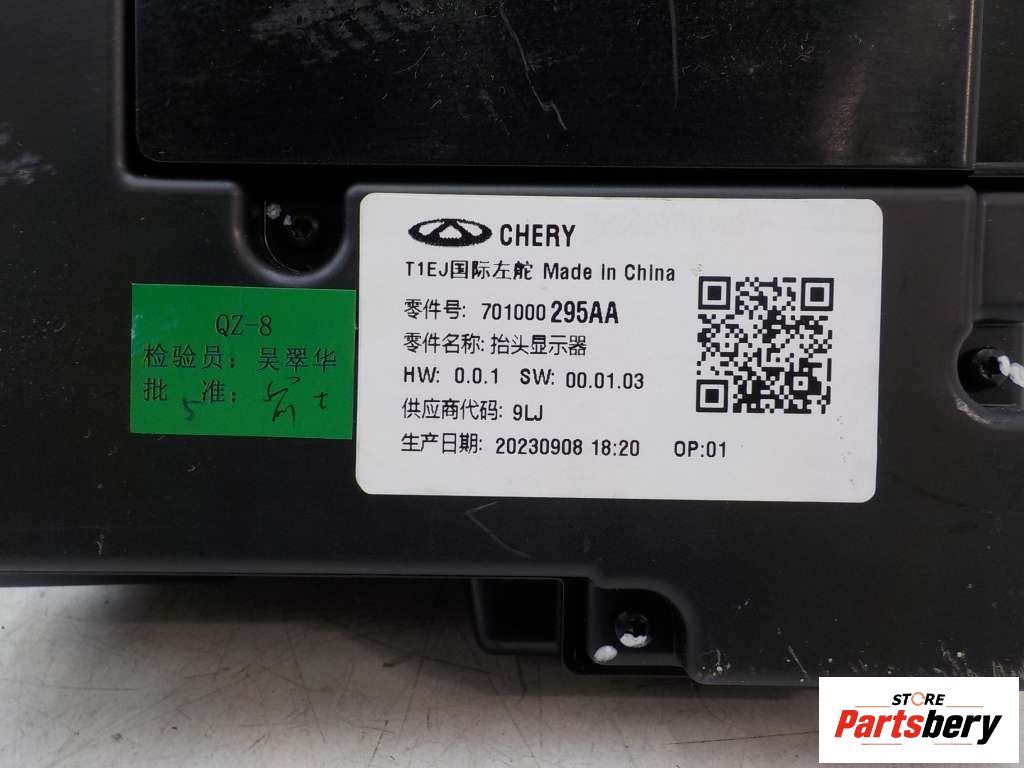 CHERY
T1EJ国际左舵 Made In China
零件号: 701000 295AA
零件名称: 抬头显示器
HW: 0.0.1 SW: 00.01.03
供应商代码: 9LJ
生产日期: 20230908 18:20 OP:01
QZ-8
检验员: 吴翠华
批 准:
5
STORE
Partsbery